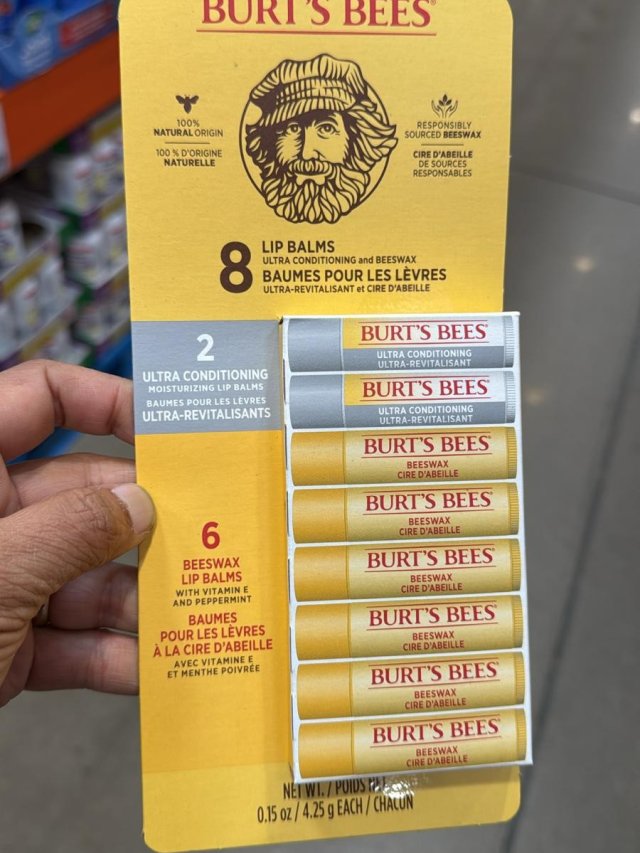 BURT'S BEES®
100%
NATURAL ORIGIN
100 % D'ORIGINE
NATURELLE
RESPONSIBLY
SOURCED BEESWAX
CIRE D'ABEILLE
DE SOURCES
RESPONSABLES
8
LIP BALMS
ULTRA CONDITIONING and BEESWAX
BAUMES POUR LES LÈVRES
ULTRA-REVITALISANT et CIRE D'ABEILLE
2
ULTRA CONDITIONING
MOISTURIZING LIP BALMS
BAUMES POUR LES LÈVRES
ULTRA-REVITALISANTS
BURT'S BEES®
ULTRA CONDITIONING
ULTRA-REVITALISANT
BURT'S BEES®
ULTRA CONDITIONING
ULTRA-REVITALISANT
BURT'S BEES®
BEESWAX
CIRE D'ABEILLE
BURT'S BEES®
BEESWAX
CIRE D'ABEILLE
BURT'S BEES®
BEESWAX
CIRE D'ABEILLE
BURT'S BEES®
BEESWAX
CIRE D'ABEILLE
BURT'S BEES®
BEESWAX
CIRE D'ABEILLE
BURT'S BEES®
BEESWAX
CIRE D'ABEILLE
6
BEESWAX
LIP BALMS
WITH VITAMIN E
AND PEPPERMINT
BAUMES
POUR LES LÈVRES
À LA CIRE D'ABEILLE
AVEC VITAMINE E
ET MENTHE POIVRÉE
NET WT. / POIDS NET
0.15 oz / 4.25 g EACH / CHACUN